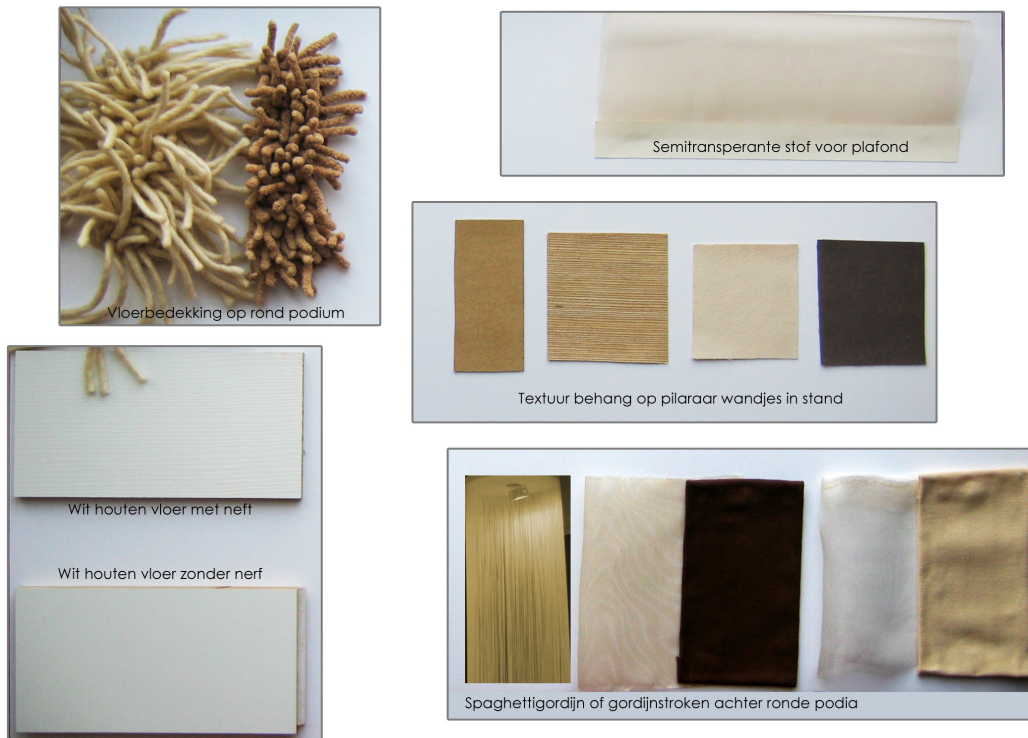 Vloerbedekking op rond podium
Semitransperante stof voor plafond
Textuur behang op pilaraar wandjes in stand
Wit houten vloer met neft
Wit houten vloer zonder nerf
Spaghettigordijn of gordijnstroken achter ronde podia